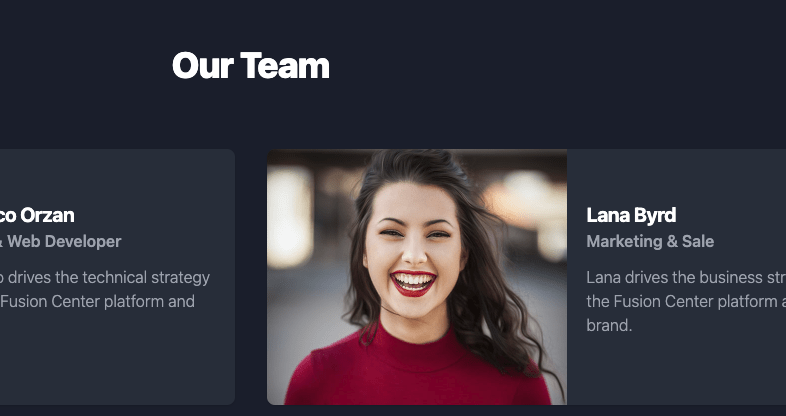 Our Team
co Orzan
& Web Developer
drives the technical strategy
Fusion Center platform and
Lana Byrd
Marketing & Sale
Lana drives the business str
the Fusion Center platform a
brand.